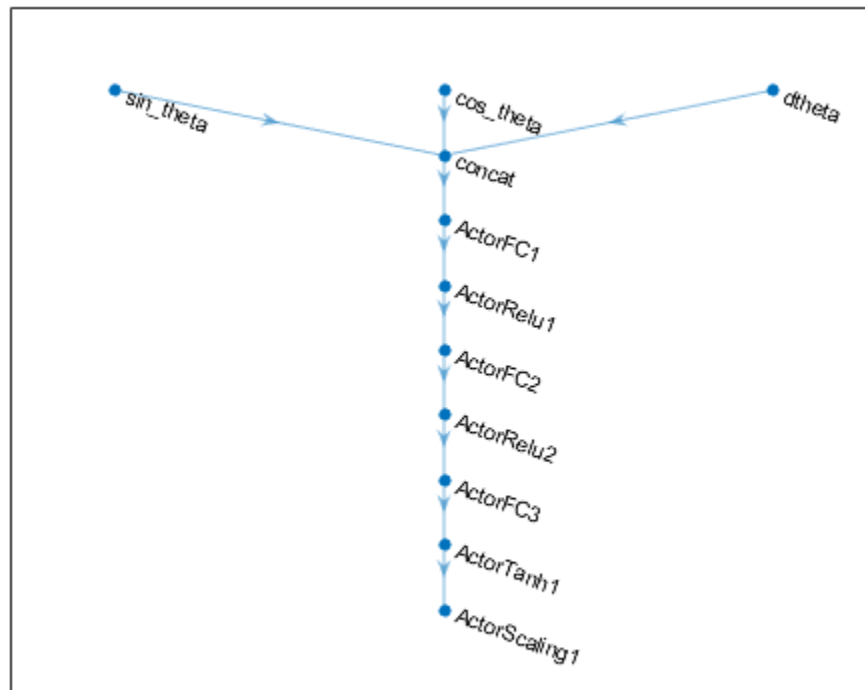 sin_theta
cos_theta
dtheta
concat
ActorFC1
ActorRelu1
ActorFC2
ActorRelu2
ActorFC3
ActorTanh1
ActorScaling1